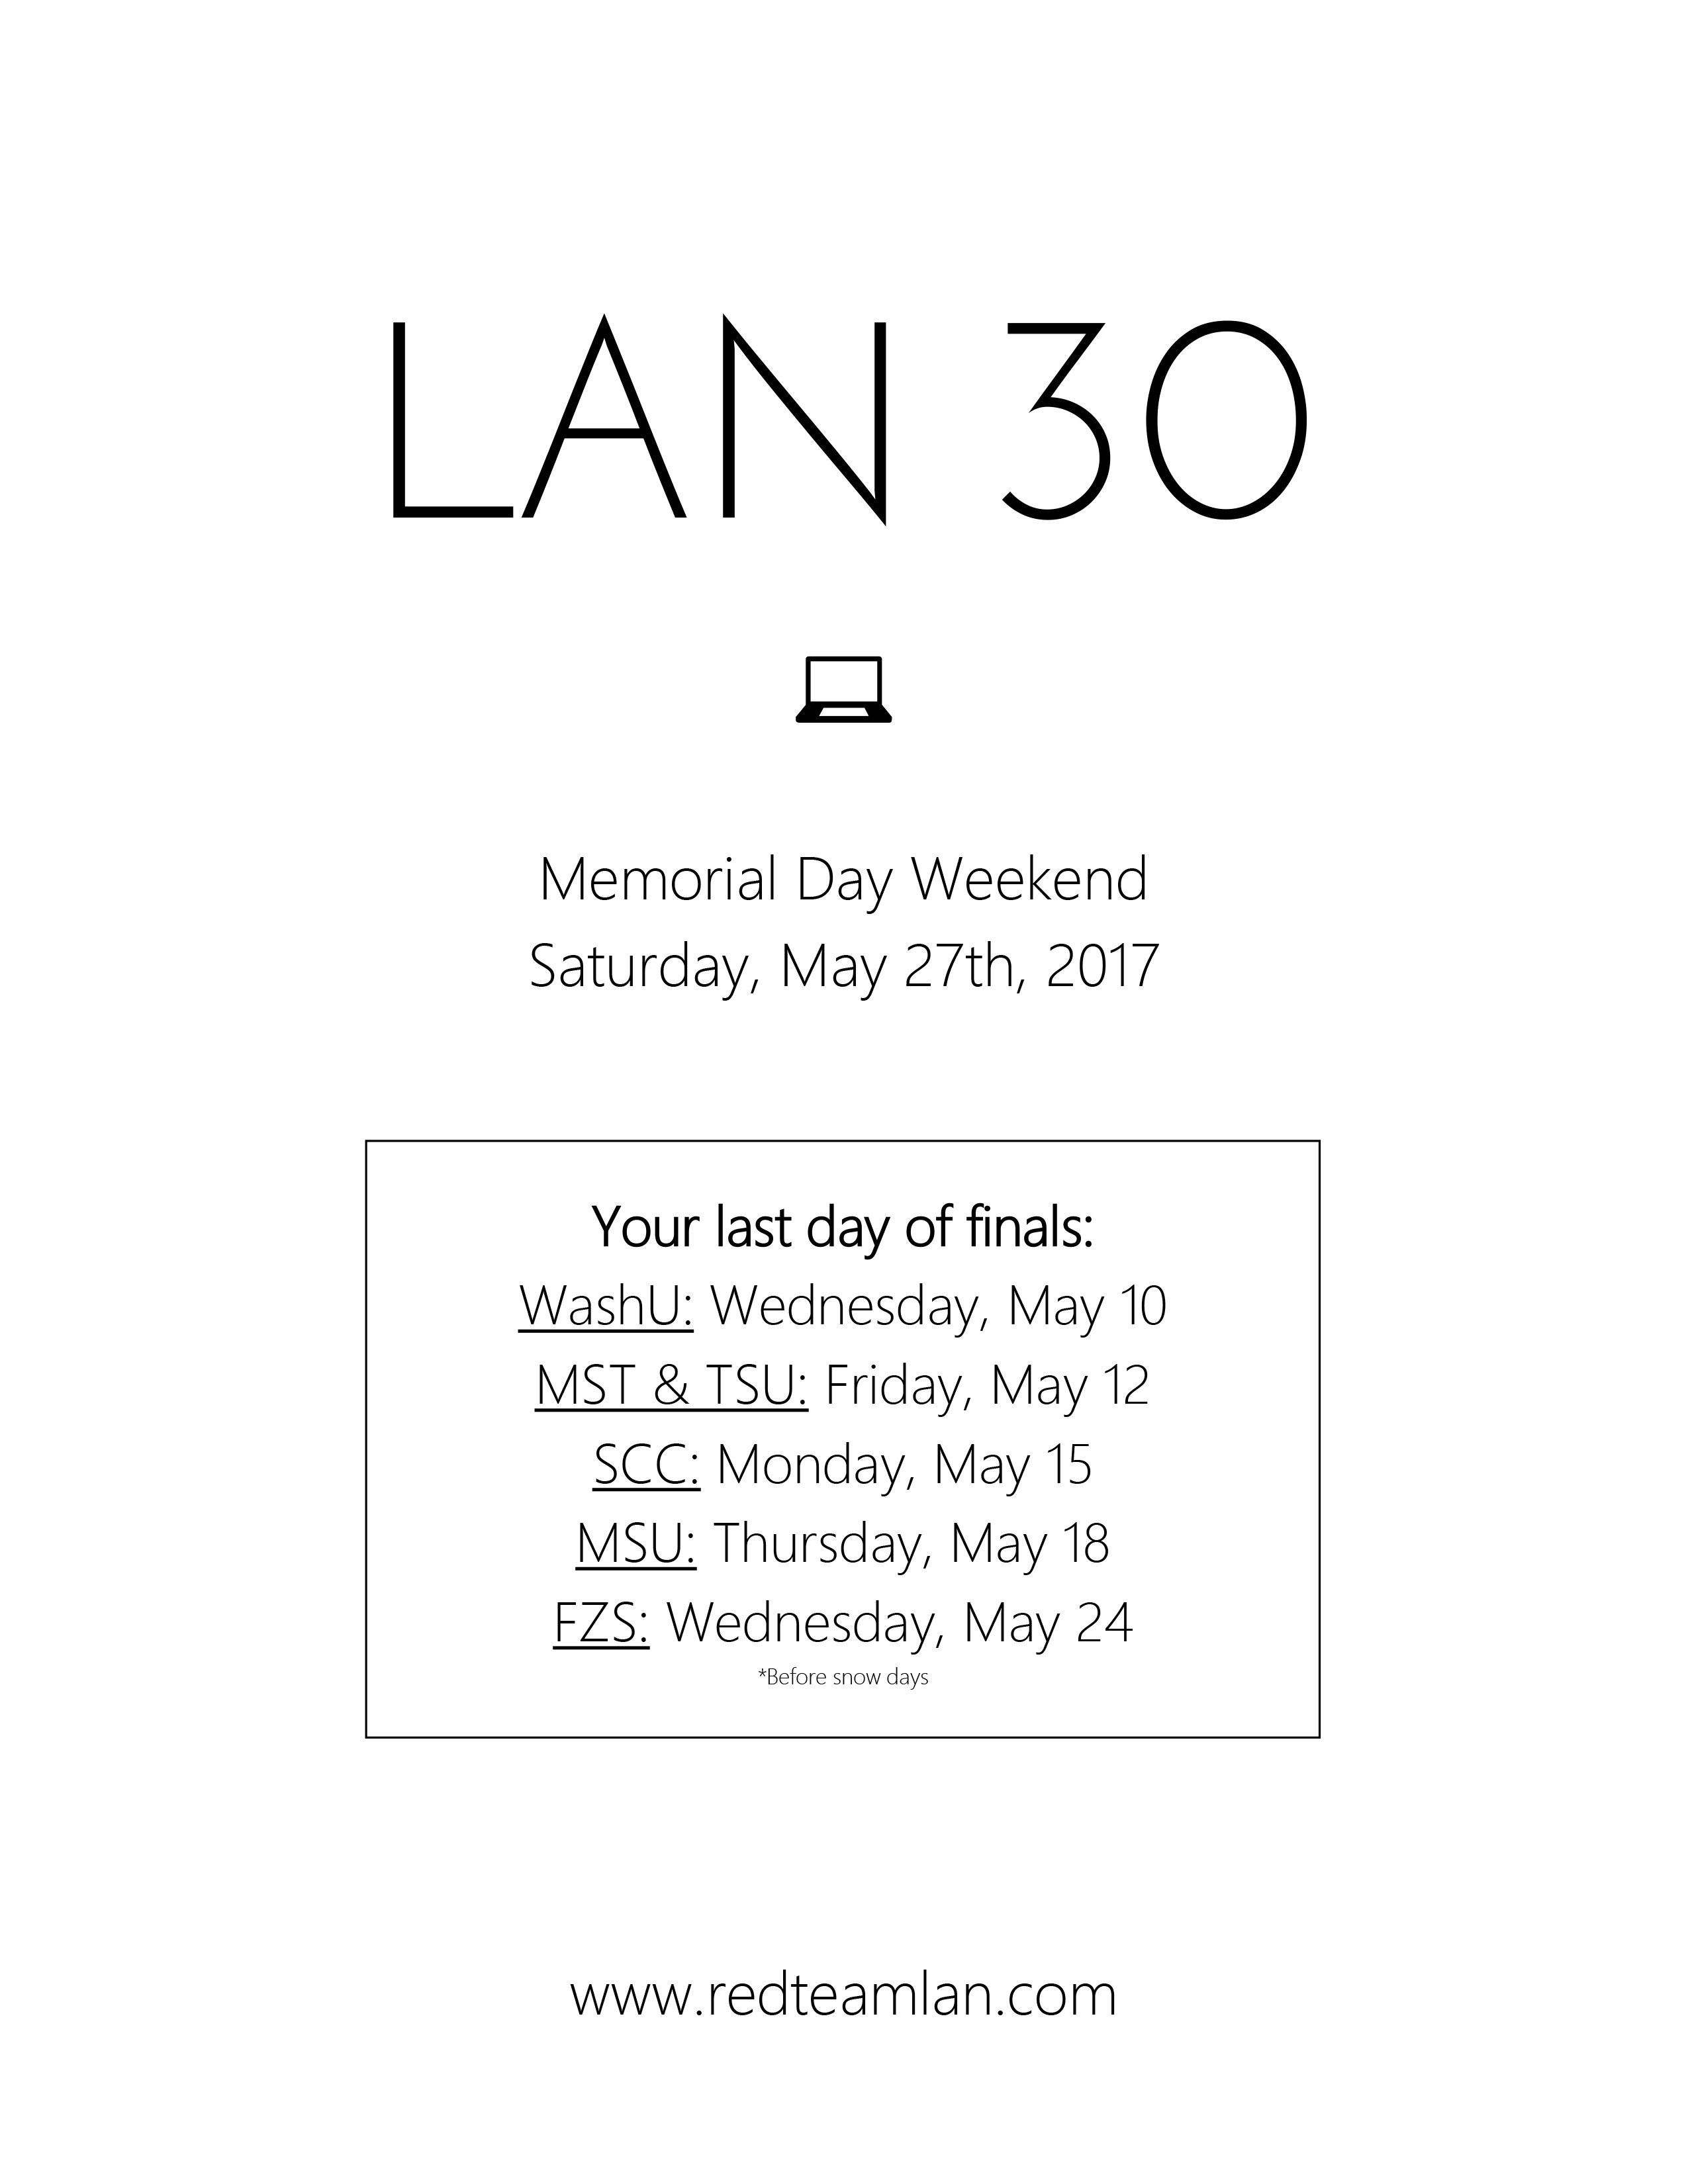 LAN 30
Memorial Day Weekend
Saturday, May 27th, 2017
Your last day of finals:
WashU: Wednesday, May 10
MST & TSU: Friday, May 12
SCC: Monday, May 15
MSU: Thursday, May 18
FZS: Wednesday, May 24
*Before snow days
www.redteamlan.com